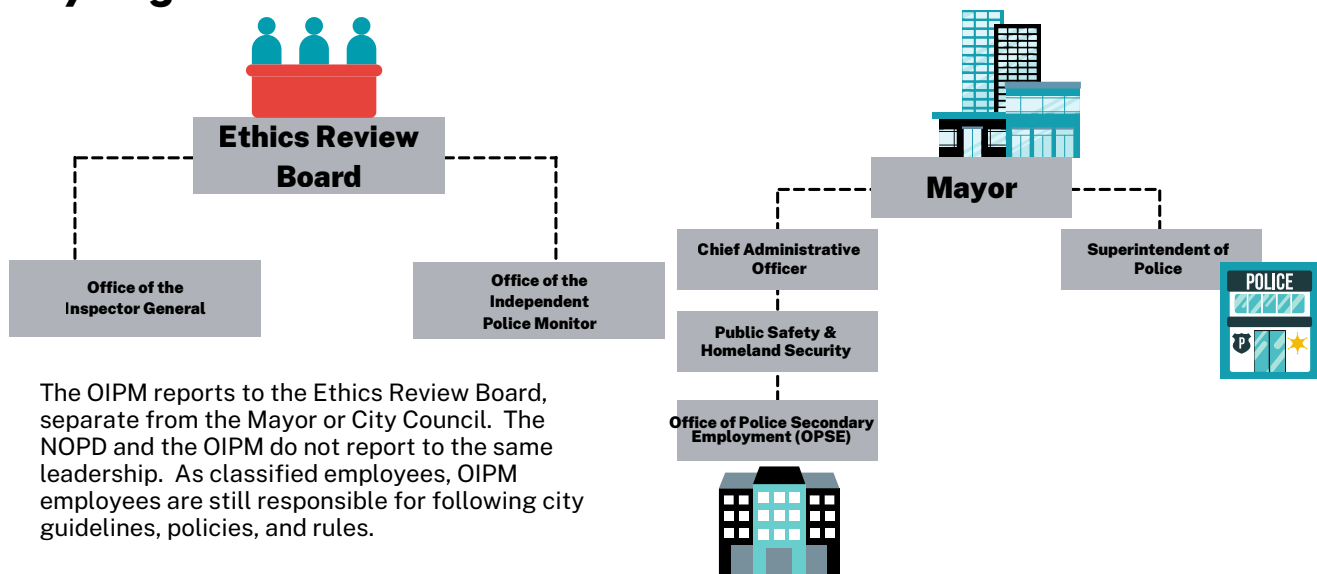 Ethics Review
Board
Office of the
Inspector General
Office of the
Independent
Police Monitor
The OIPM reports to the Ethics Review Board,
separate from the Mayor or City Council. The
NOPD and the OIPM do not report to the same
leadership. As classified employees, OIPM
employees are still responsible for following city
guidelines, policies, and rules.
Mayor
Chief Administrative
Officer
Public Safety &
Homeland Security
Office of Police Secondary
Employment (OPSE)
Superintendent of
Police
POLICE
P